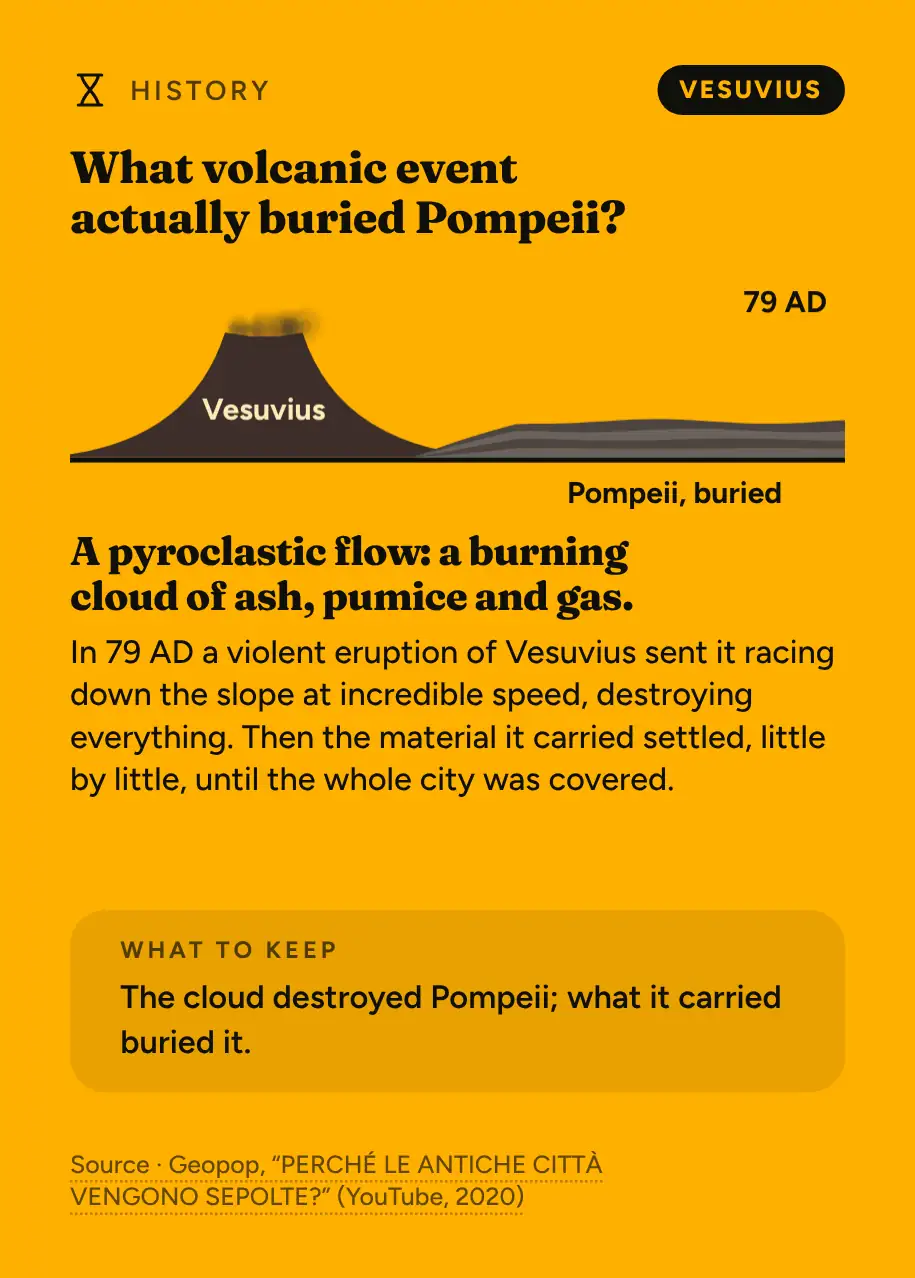 HISTORY
VESUVIUS
What volcanic event
actually buried Pompeii?
79 AD
Vesuvius
Pompeii, buried
A pyroclastic flow: a burning
cloud of ash, pumice and gas.
In 79 AD a violent eruption of Vesuvius sent it racing
down the slope at incredible speed, destroying
everything. Then the material it carried settled, little
by little, until the whole city was covered.
WHAT TO KEEP
The cloud destroyed Pompeii; what it carried
buried it.
Source · Geopop, “PERCHÉ LE ANTICHE CITTÀ
VENGONO SEPOLTE?” (YouTube, 2020)